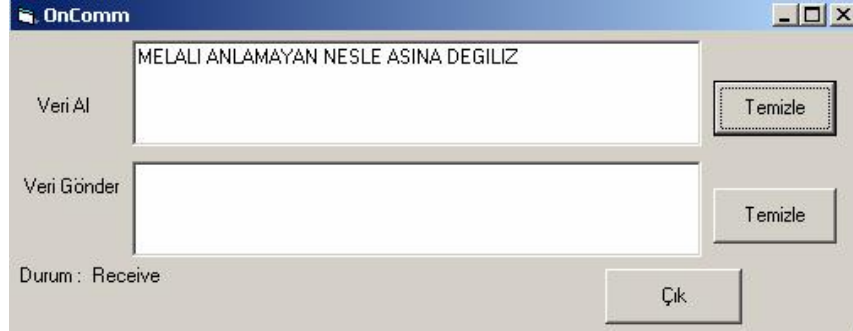 OnComm
MELALI ANLAMAYAN NESLE ASINA DEGILIZ
Veri Al
Temizle
Veri Gönder
Temizle
Durum : Receive
Çık